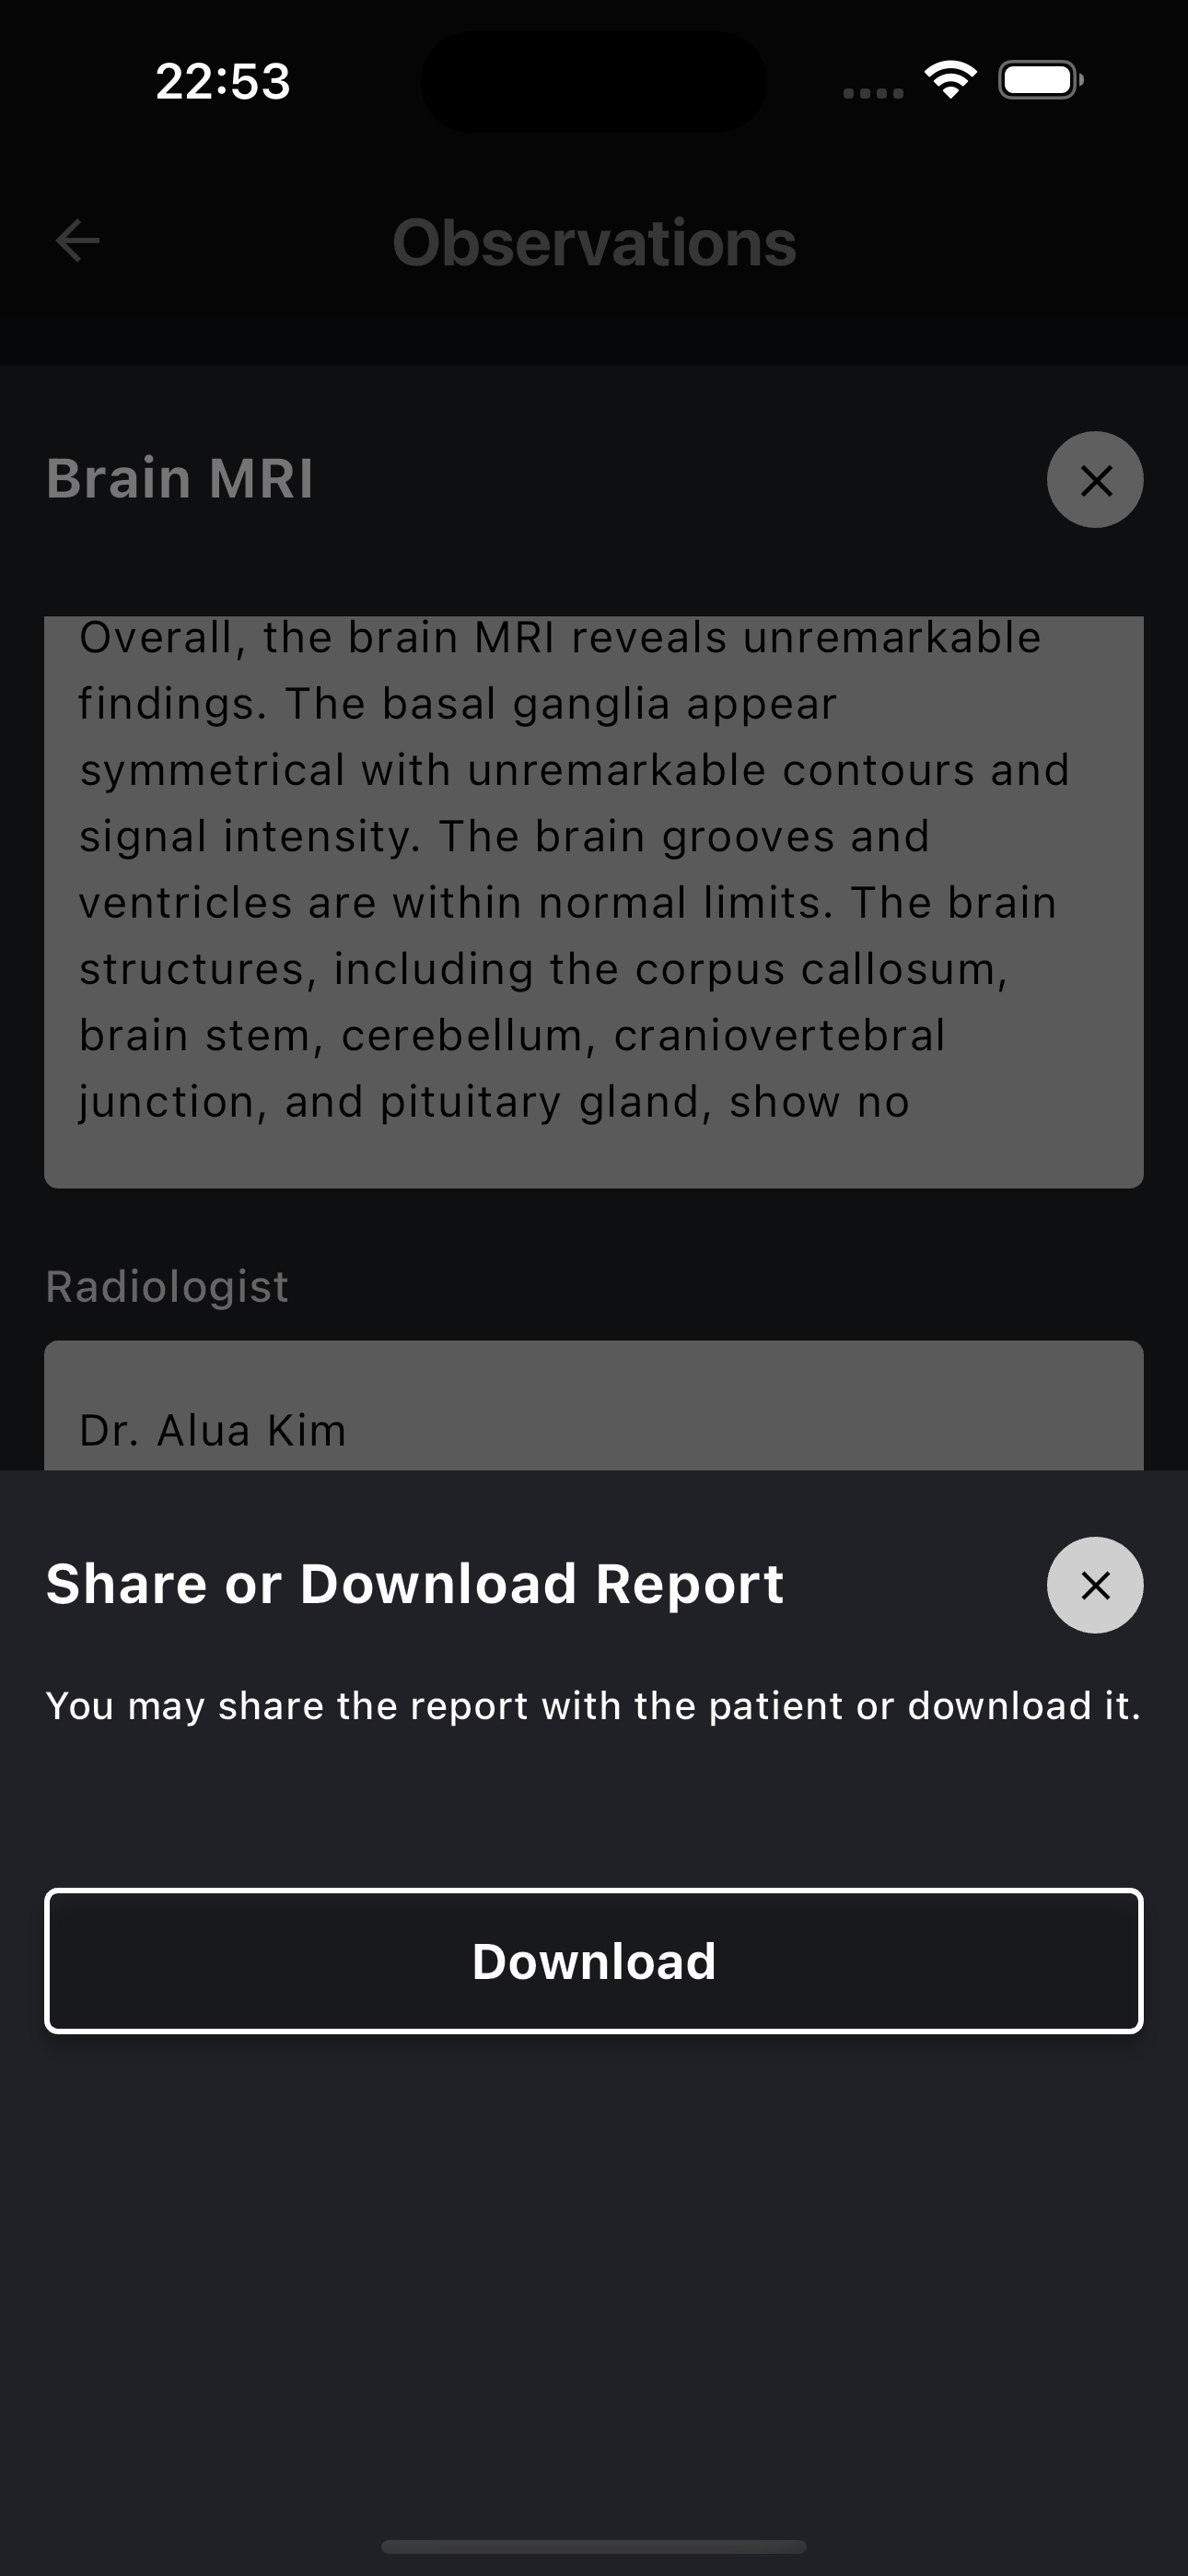 22:53
Observations
Brain MRI
Overall, the brain MRI reveals unremarkable
findings. The basal ganglia appear
symmetrical with unremarkable contours and
signal intensity. The brain grooves and
ventricles are within normal limits. The brain
structures, including the corpus callosum,
brain stem, cerebellum, craniovertebral
junction, and pituitary gland, show no
Radiologist
Dr. Alua Kim
Share or Download Report
You may share the report with the patient or download it.
Download